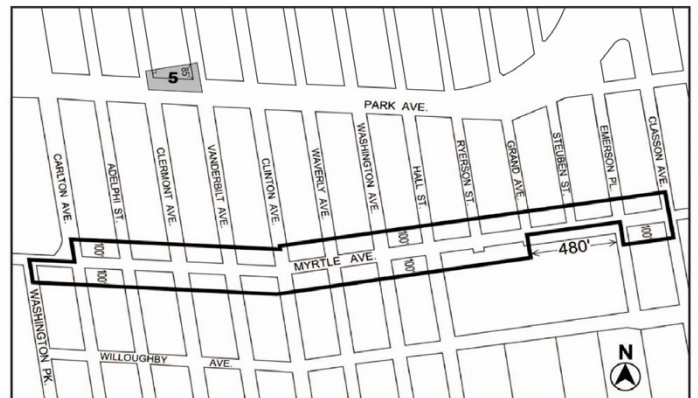 5
85'
PARK AVE.
CARLTON AVE.
ADELPHI ST.
CLERMONT AVE.
VANDERBILT AVE.
CLINTON AVE.
WAVERLY AVE.
WASHINGTON AVE.
HALL ST.
RYERSON ST.
GRAND AVE.
STEUBEN ST.
EMERSON PL.
CLASSON AVE.
100'
100'
100'
100'
100'
MYRTLE AVE.
480'
WASHINGTON PK.
WILLOUGHBY AVE.
N